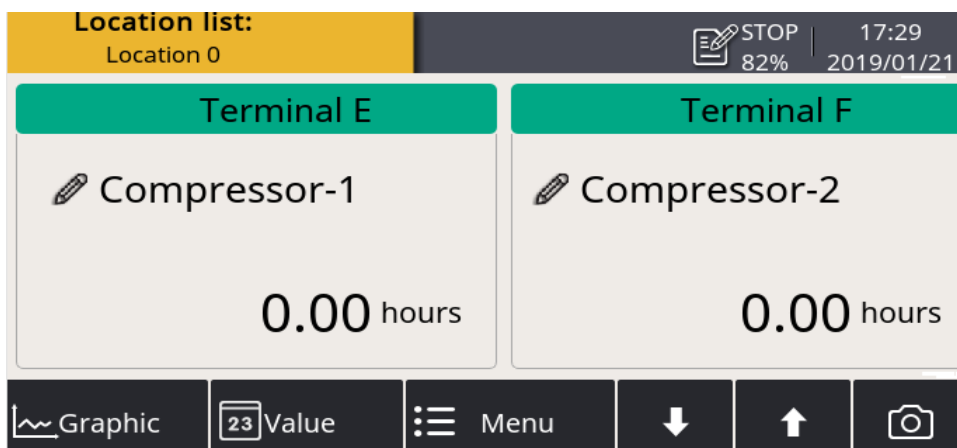 Location list:
Location 0
STOP
82%
17:29
2019/01/21
Terminal E
Terminal F
Compressor-1
Compressor-2
0.00 hours
0.00 hours
Graphic
23 Value
Menu